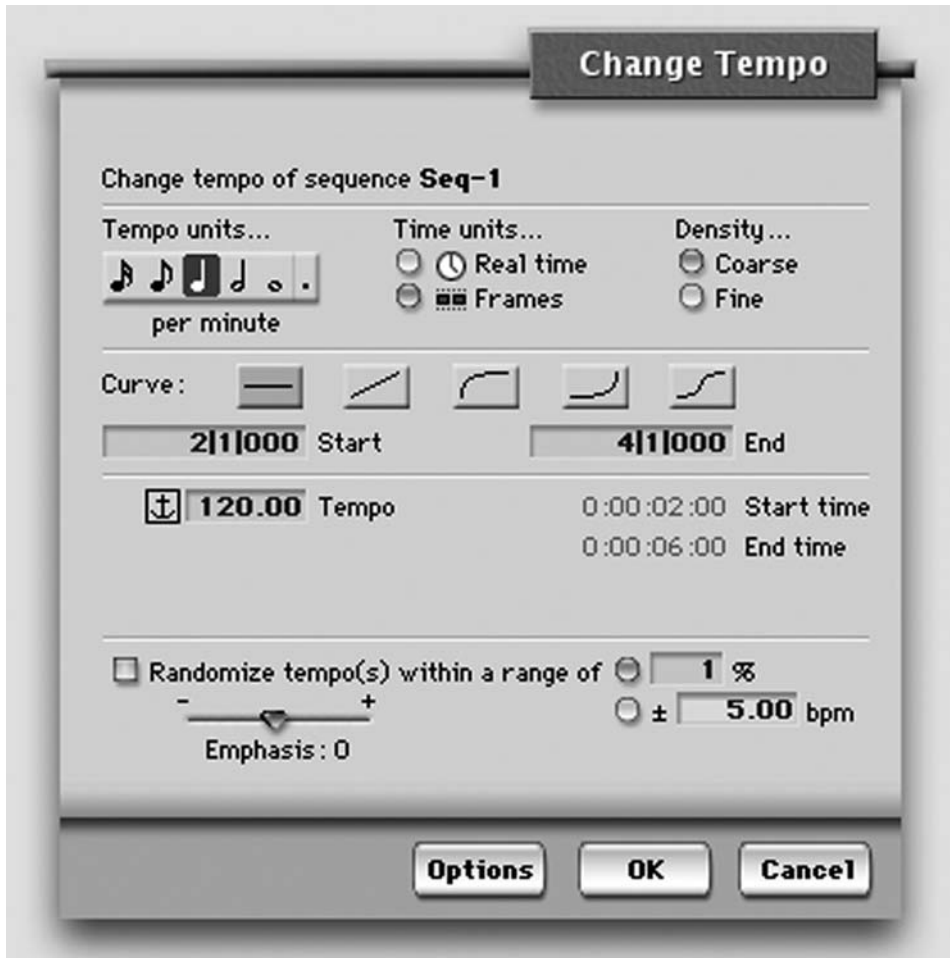 Change Tempo
Change tempo of sequence Seq-1
Tempo units... Time units... Density...
Real time Coarse
Frames Fine
per minute
Curve:
2|1|000 Start 4|1|000 End
120.00 Tempo 0:00:02:00 Start time
0:00:06:00 End time
Randomize tempo(s) within a range of 1 %
- + ± 5.00 bpm
Emphasis: 0
Options OK Cancel